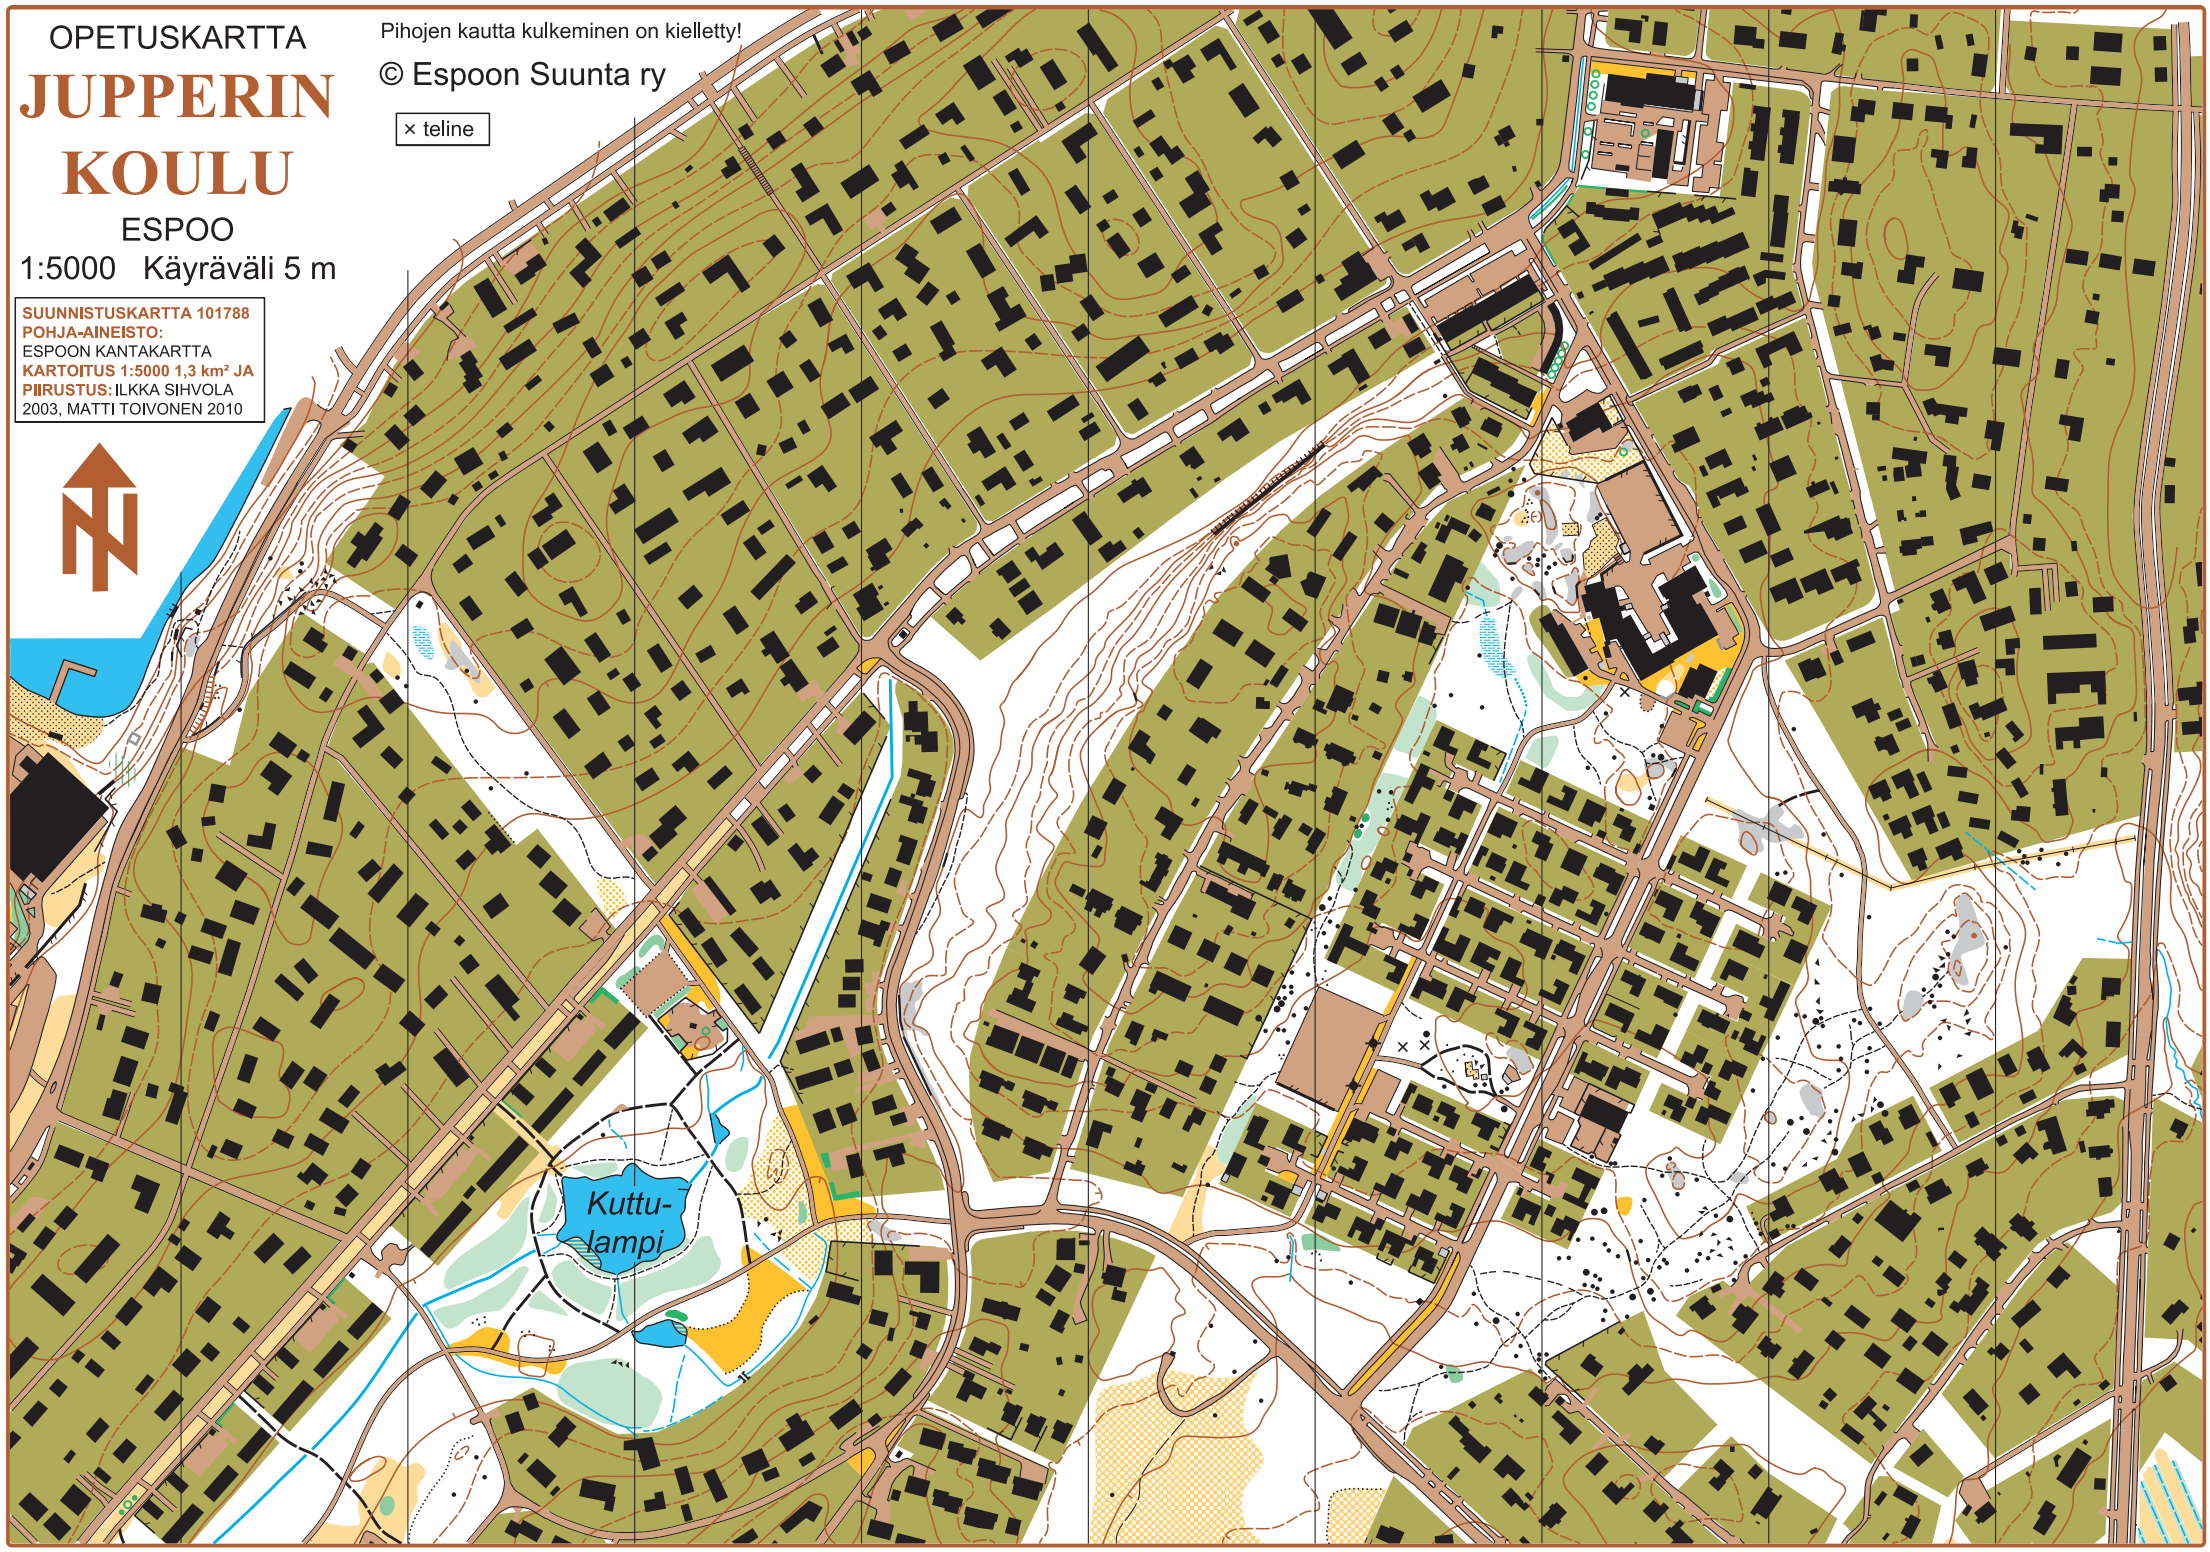 OPETUSKARTTA
JUPPERIN
KOULU
ESPOO
1:5000 Käyräväli 5 m
SUUNNISTUSKARTTA 101788
POHJA-AINEISTO:
ESPOON KANTAKARTTA
KARTOITUS 1:5000 1,3 km² JA
PIIRUSTUS: ILKKA SIHVOLA
2003, MATTI TOIVONEN 2010
Pihojen kautta kulkeminen on kielletty!
© Espoon Suunta ry
× teline
N
Kuttu-
lampi